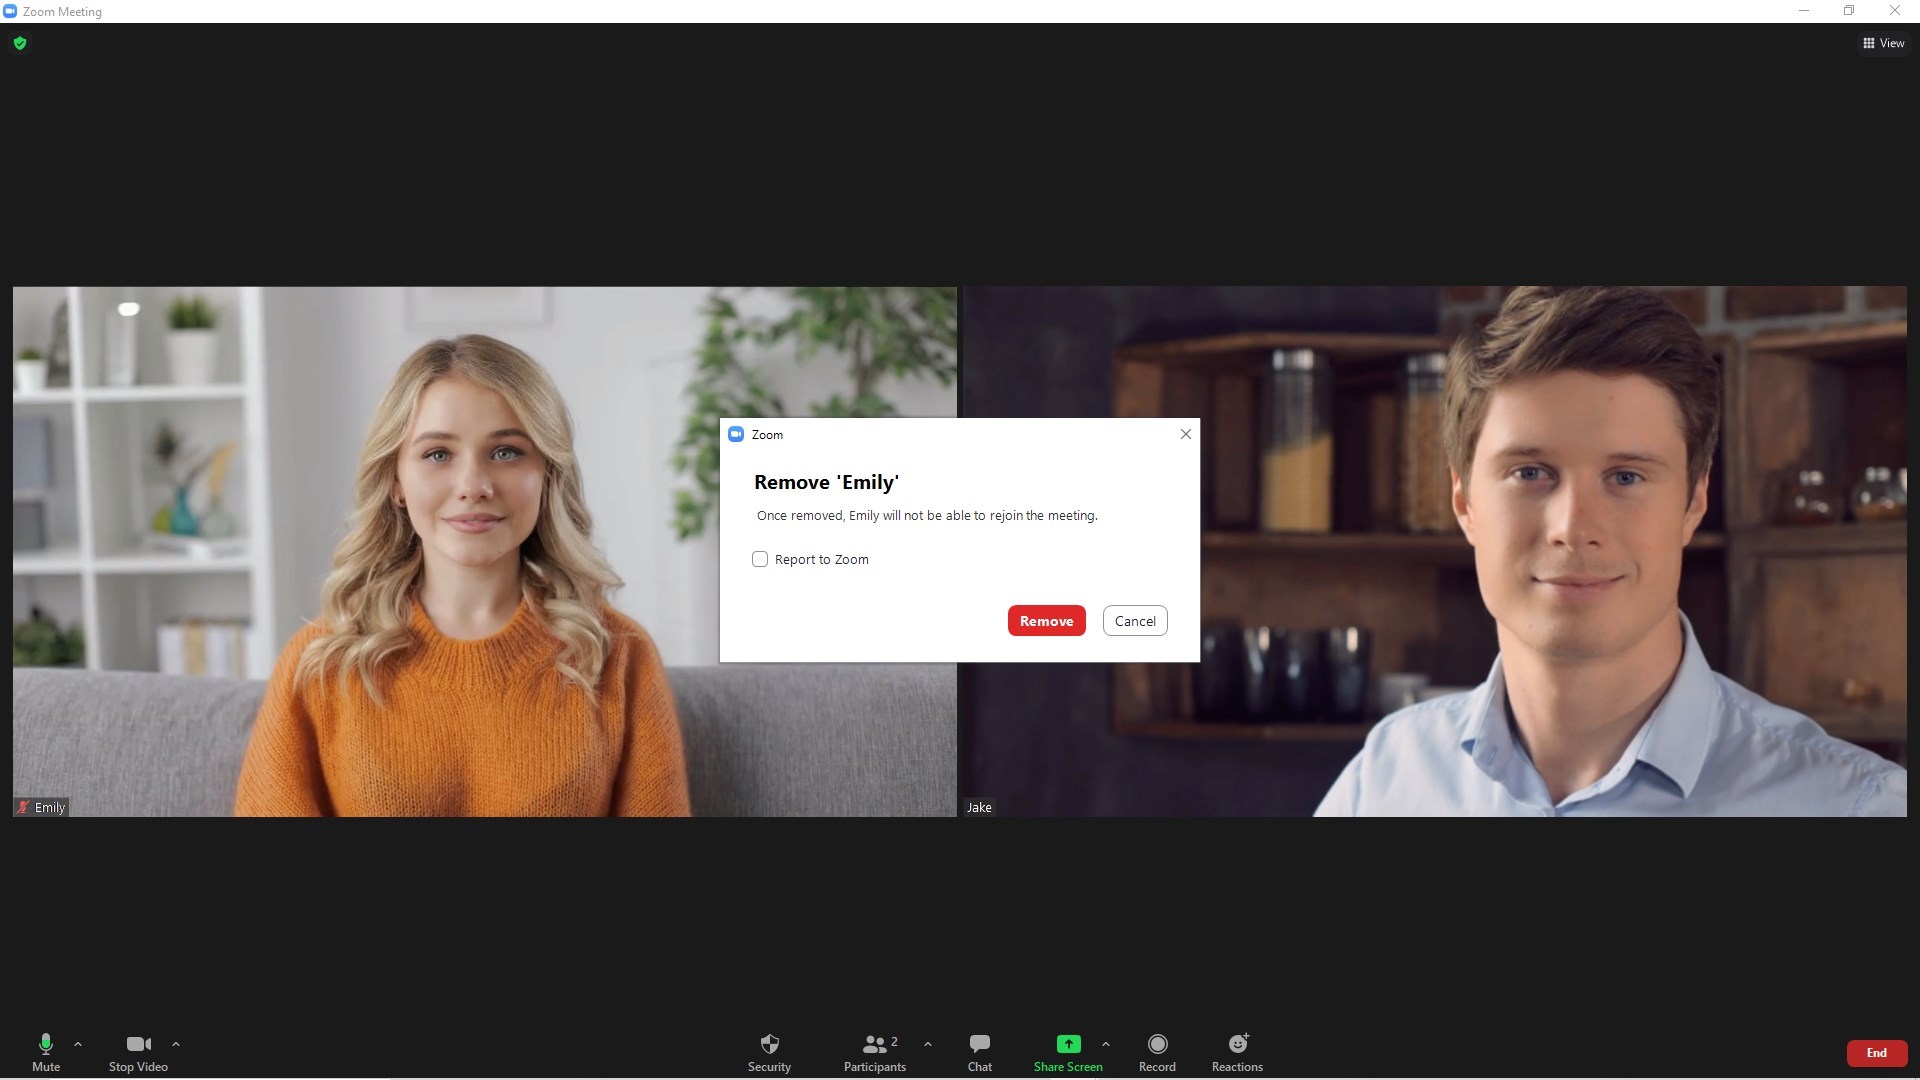 Zoom Meeting
View
Zoom
Remove 'Emily'
Once removed, Emily will not be able to rejoin the meeting.
Report to Zoom
Remove
Cancel
Emily
Jake
Mute
Stop Video
Security
2
Participants
Chat
Share Screen
Record
Reactions
End